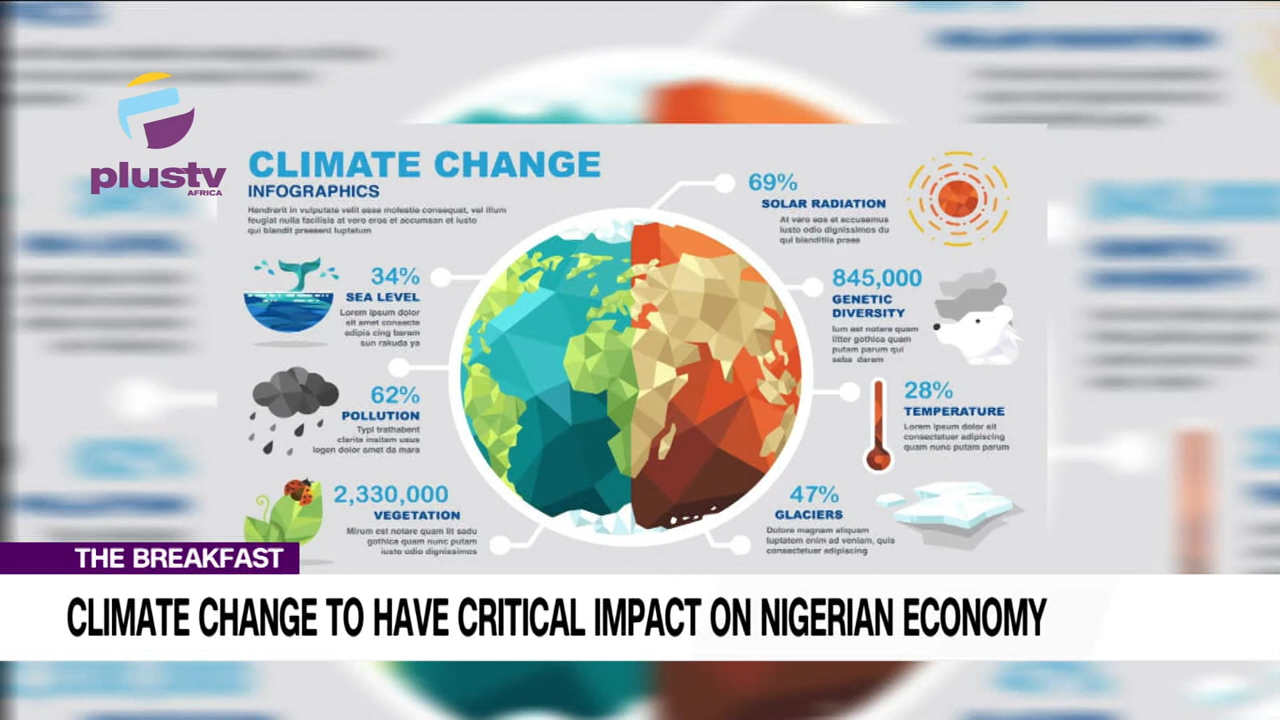 plustv
AFRICA
CLIMATE CHANGE
INFOGRAPHICS
Hendrerit in vulputate velit esse molestie consequat, vel illum
feugiat nulla facilisis at vero eros et accumsan et iusto
qui blandit praesent luptatum
34%
SEA LEVEL
Lorem ipsum dolor
sit amet consecte
adipis cing baram
sun rakuda ya
62%
POLLUTION
Typi trathabent
clarita insitam usus
legen dolor amet da mara
2,330,000
VEGETATION
Mirum est notare quam lit sadu
gothica quam nunc putam
iusto odio dignissimos
69%
SOLAR RADIATION
At vero eos et accusamus
iusto odio dignissimos du
qui blanditiis praes
845,000
GENETIC
DIVERSITY
Ium est notare quam
litter gothica quam
putam parum qui
seba daram
28%
TEMPERATURE
Lorem ipsum dolor sit
consectetuer adipiscing
quam nunc putam parum
47%
GLACIERS
Dolore magnam aliquam
luptatem enim ad veniam, quis
consectetuer adipiscing
THE BREAKFAST
CLIMATE CHANGE TO HAVE CRITICAL IMPACT ON NIGERIAN ECONOMY